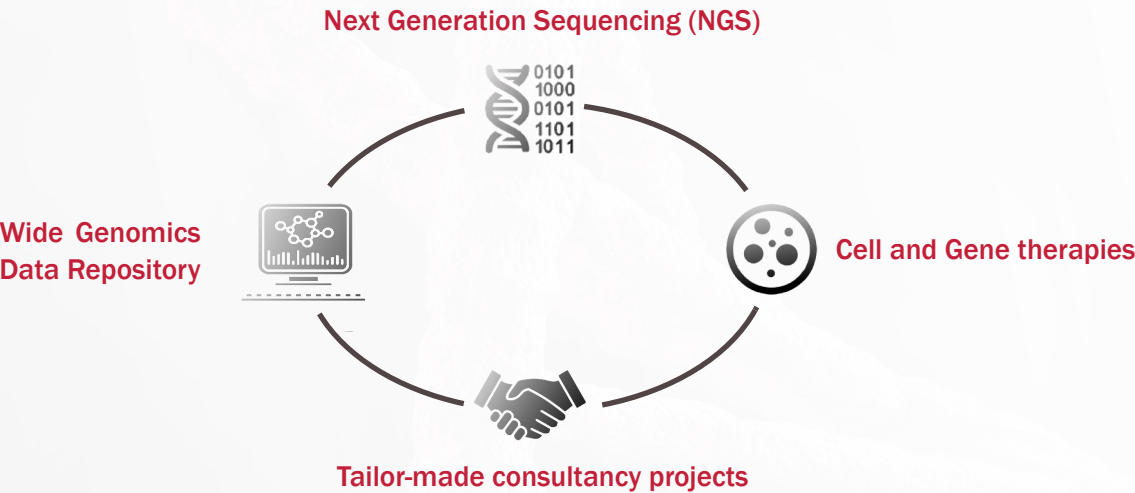 Next Generation Sequencing (NGS)
0101
1000
0101
1101
1011
Wide Genomics
Data Repository
Cell and Gene therapies
Tailor-made consultancy projects